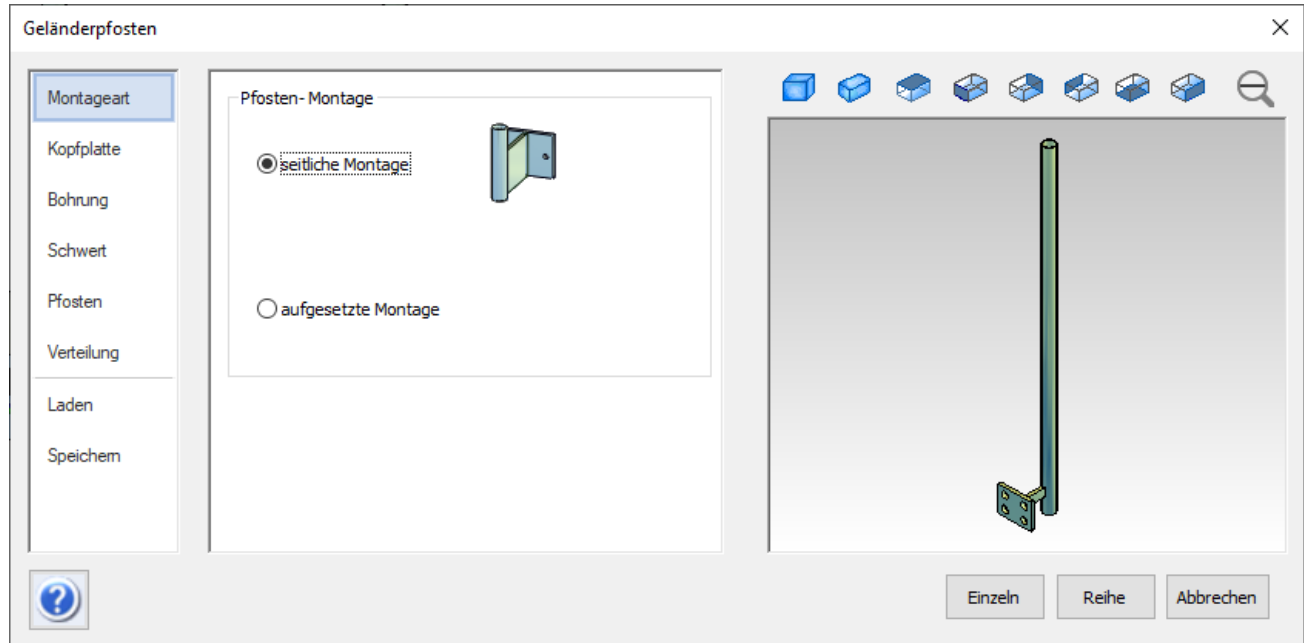 Geländerpfosten
Montageart
Kopfplatte
Bohrung
Schwert
Pfosten
Verteilung
Laden
Speichern
Pfosten- Montage
seitliche Montage
aufgesetzte Montage
?
Einzeln
Reihe
Abbrechen